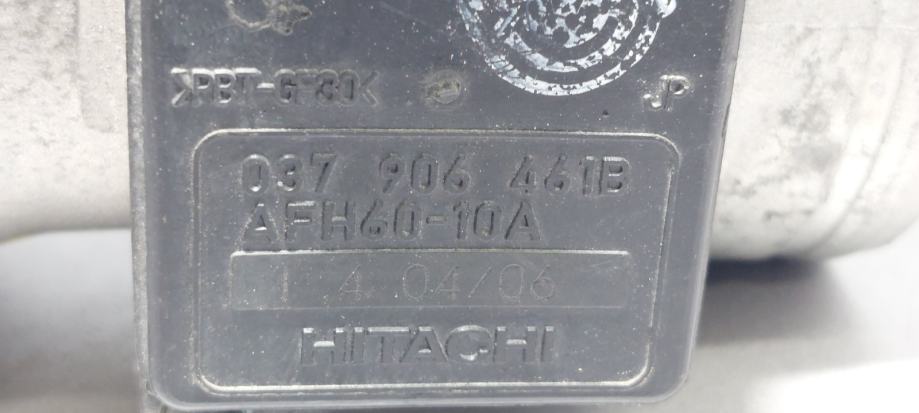 >PBT-GF30<
JP
037 906 461B
AFH60-10A
1 4 04/06
HITACHI